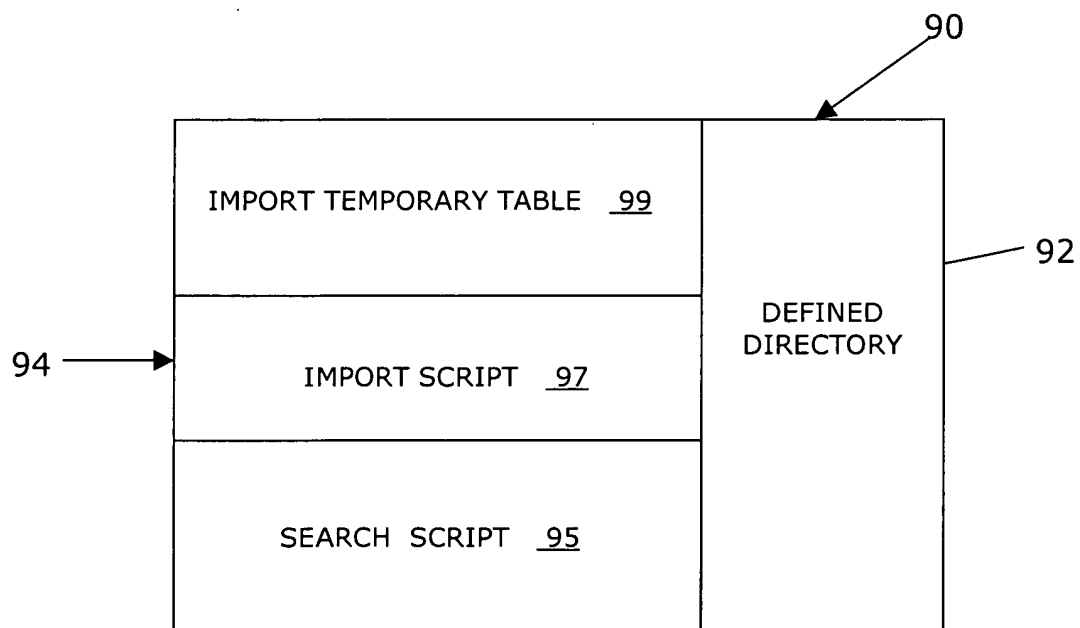 90
IMPORT TEMPORARY TABLE 99
92
DEFINED
DIRECTORY
94
IMPORT SCRIPT 97
SEARCH SCRIPT 95